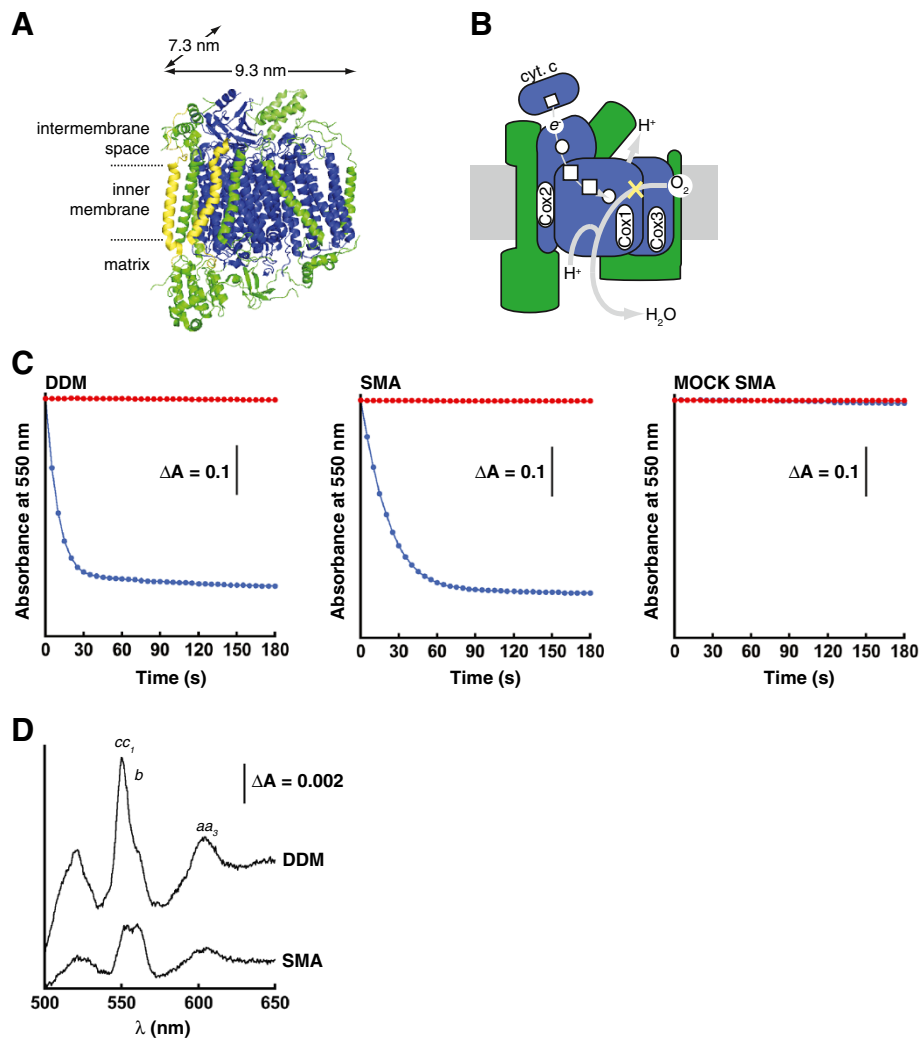 A
7.3 nm
9.3 nm
intermembrane
space
inner
membrane
matrix
B
cyt. c
e-
H+
O2
Cox2
Cox1
Cox3
H+
H2O
C
DDM
Absorbance at 550 nm
ΔA = 0.1
0 30 60 90 120 150 180
Time (s)
SMA
Absorbance at 550 nm
ΔA = 0.1
0 30 60 90 120 150 180
Time (s)
MOCK SMA
Absorbance at 550 nm
ΔA = 0.1
0 30 60 90 120 150 180
Time (s)
D
cc1
b
aa3
ΔA = 0.002
DDM
SMA
500 550 600 650
λ (nm)